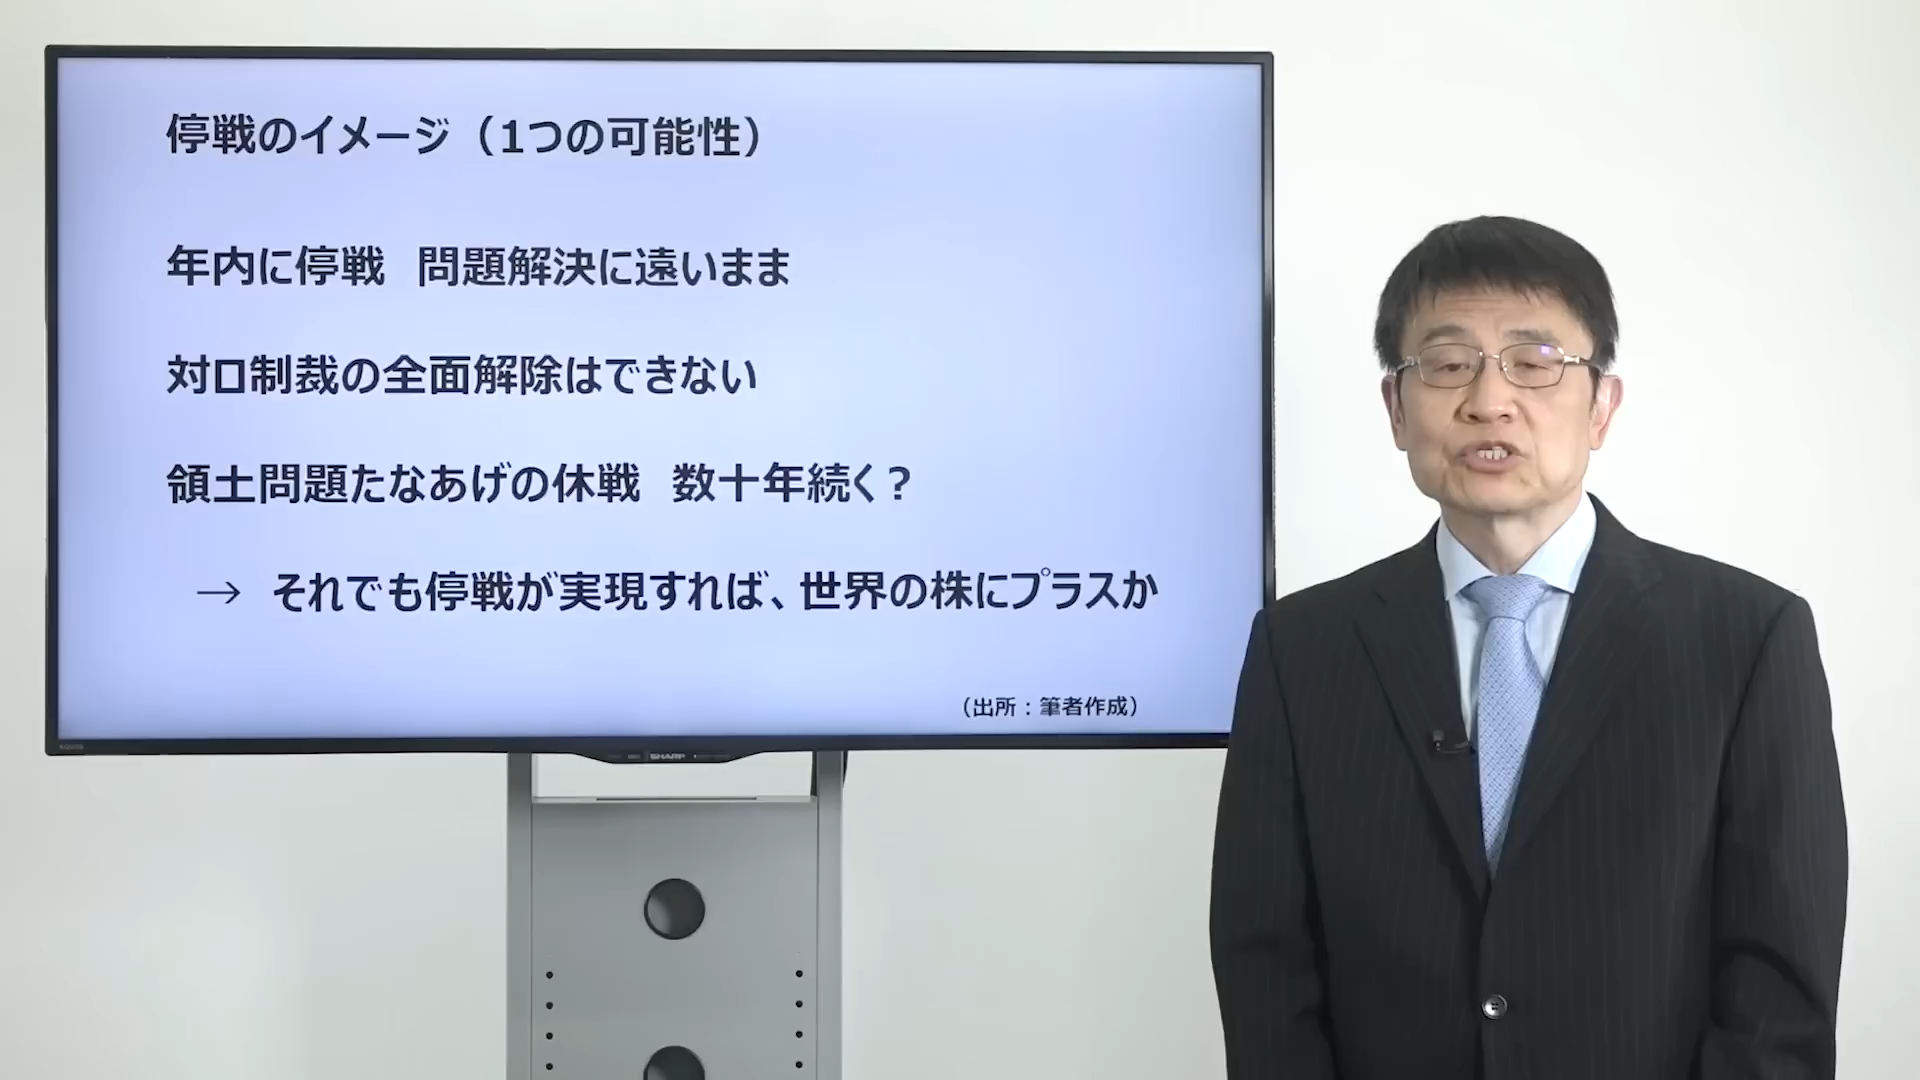 停戦のイメージ（1つの可能性）
年内に停戦　問題解決に遠いまま
対ロ制裁の全面解除はできない
領土問題たなあげの休戦　数十年続く？
→ それでも停戦が実現すれば、世界の株にプラスか
（出所：筆者作成）
SHARP